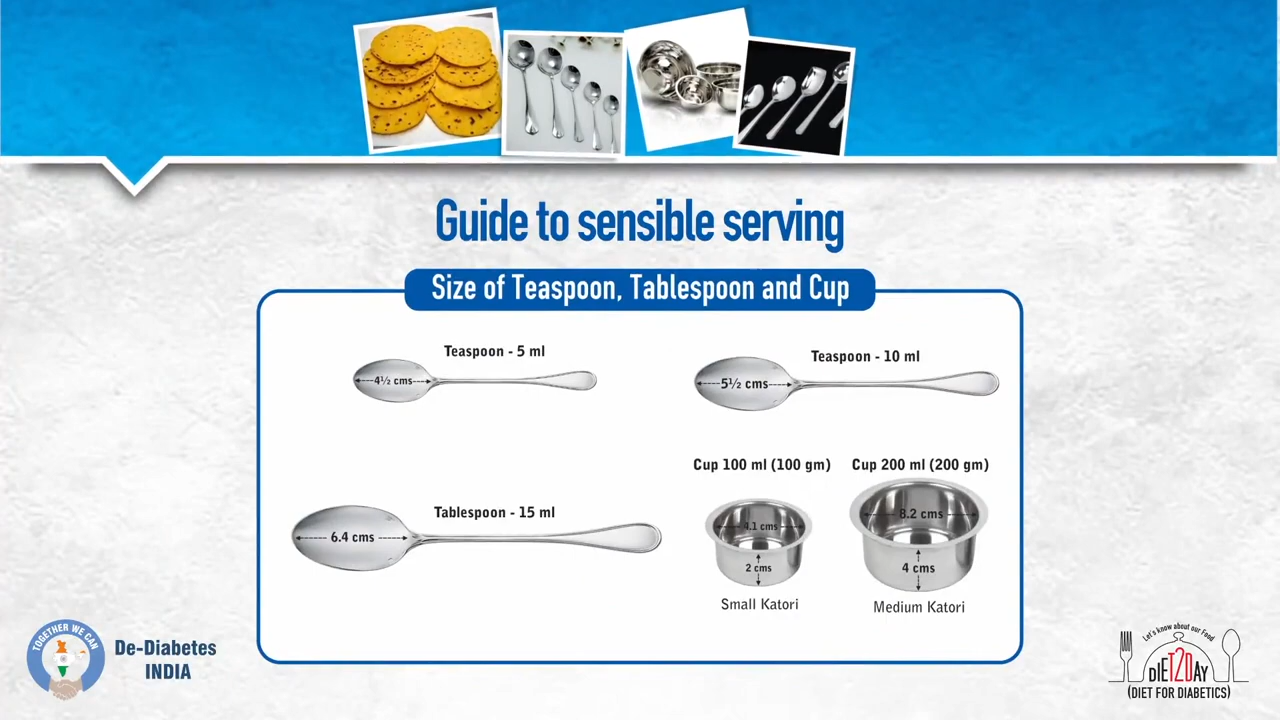 Guide to sensible serving
Size of Teaspoon, Tablespoon and Cup
Teaspoon - 5 ml
4½ cms
Teaspoon - 10 ml
5½ cms
Tablespoon - 15 ml
6.4 cms
Cup 100 ml (100 gm)
Cup 200 ml (200 gm)
4.1 cms
8.2 cms
2 cms
4 cms
Small Katori
Medium Katori
TOGETHER WE CAN
De-Diabetes
INDIA
Let's know about our Food
DIET2DAY
(DIET FOR DIABETICS)